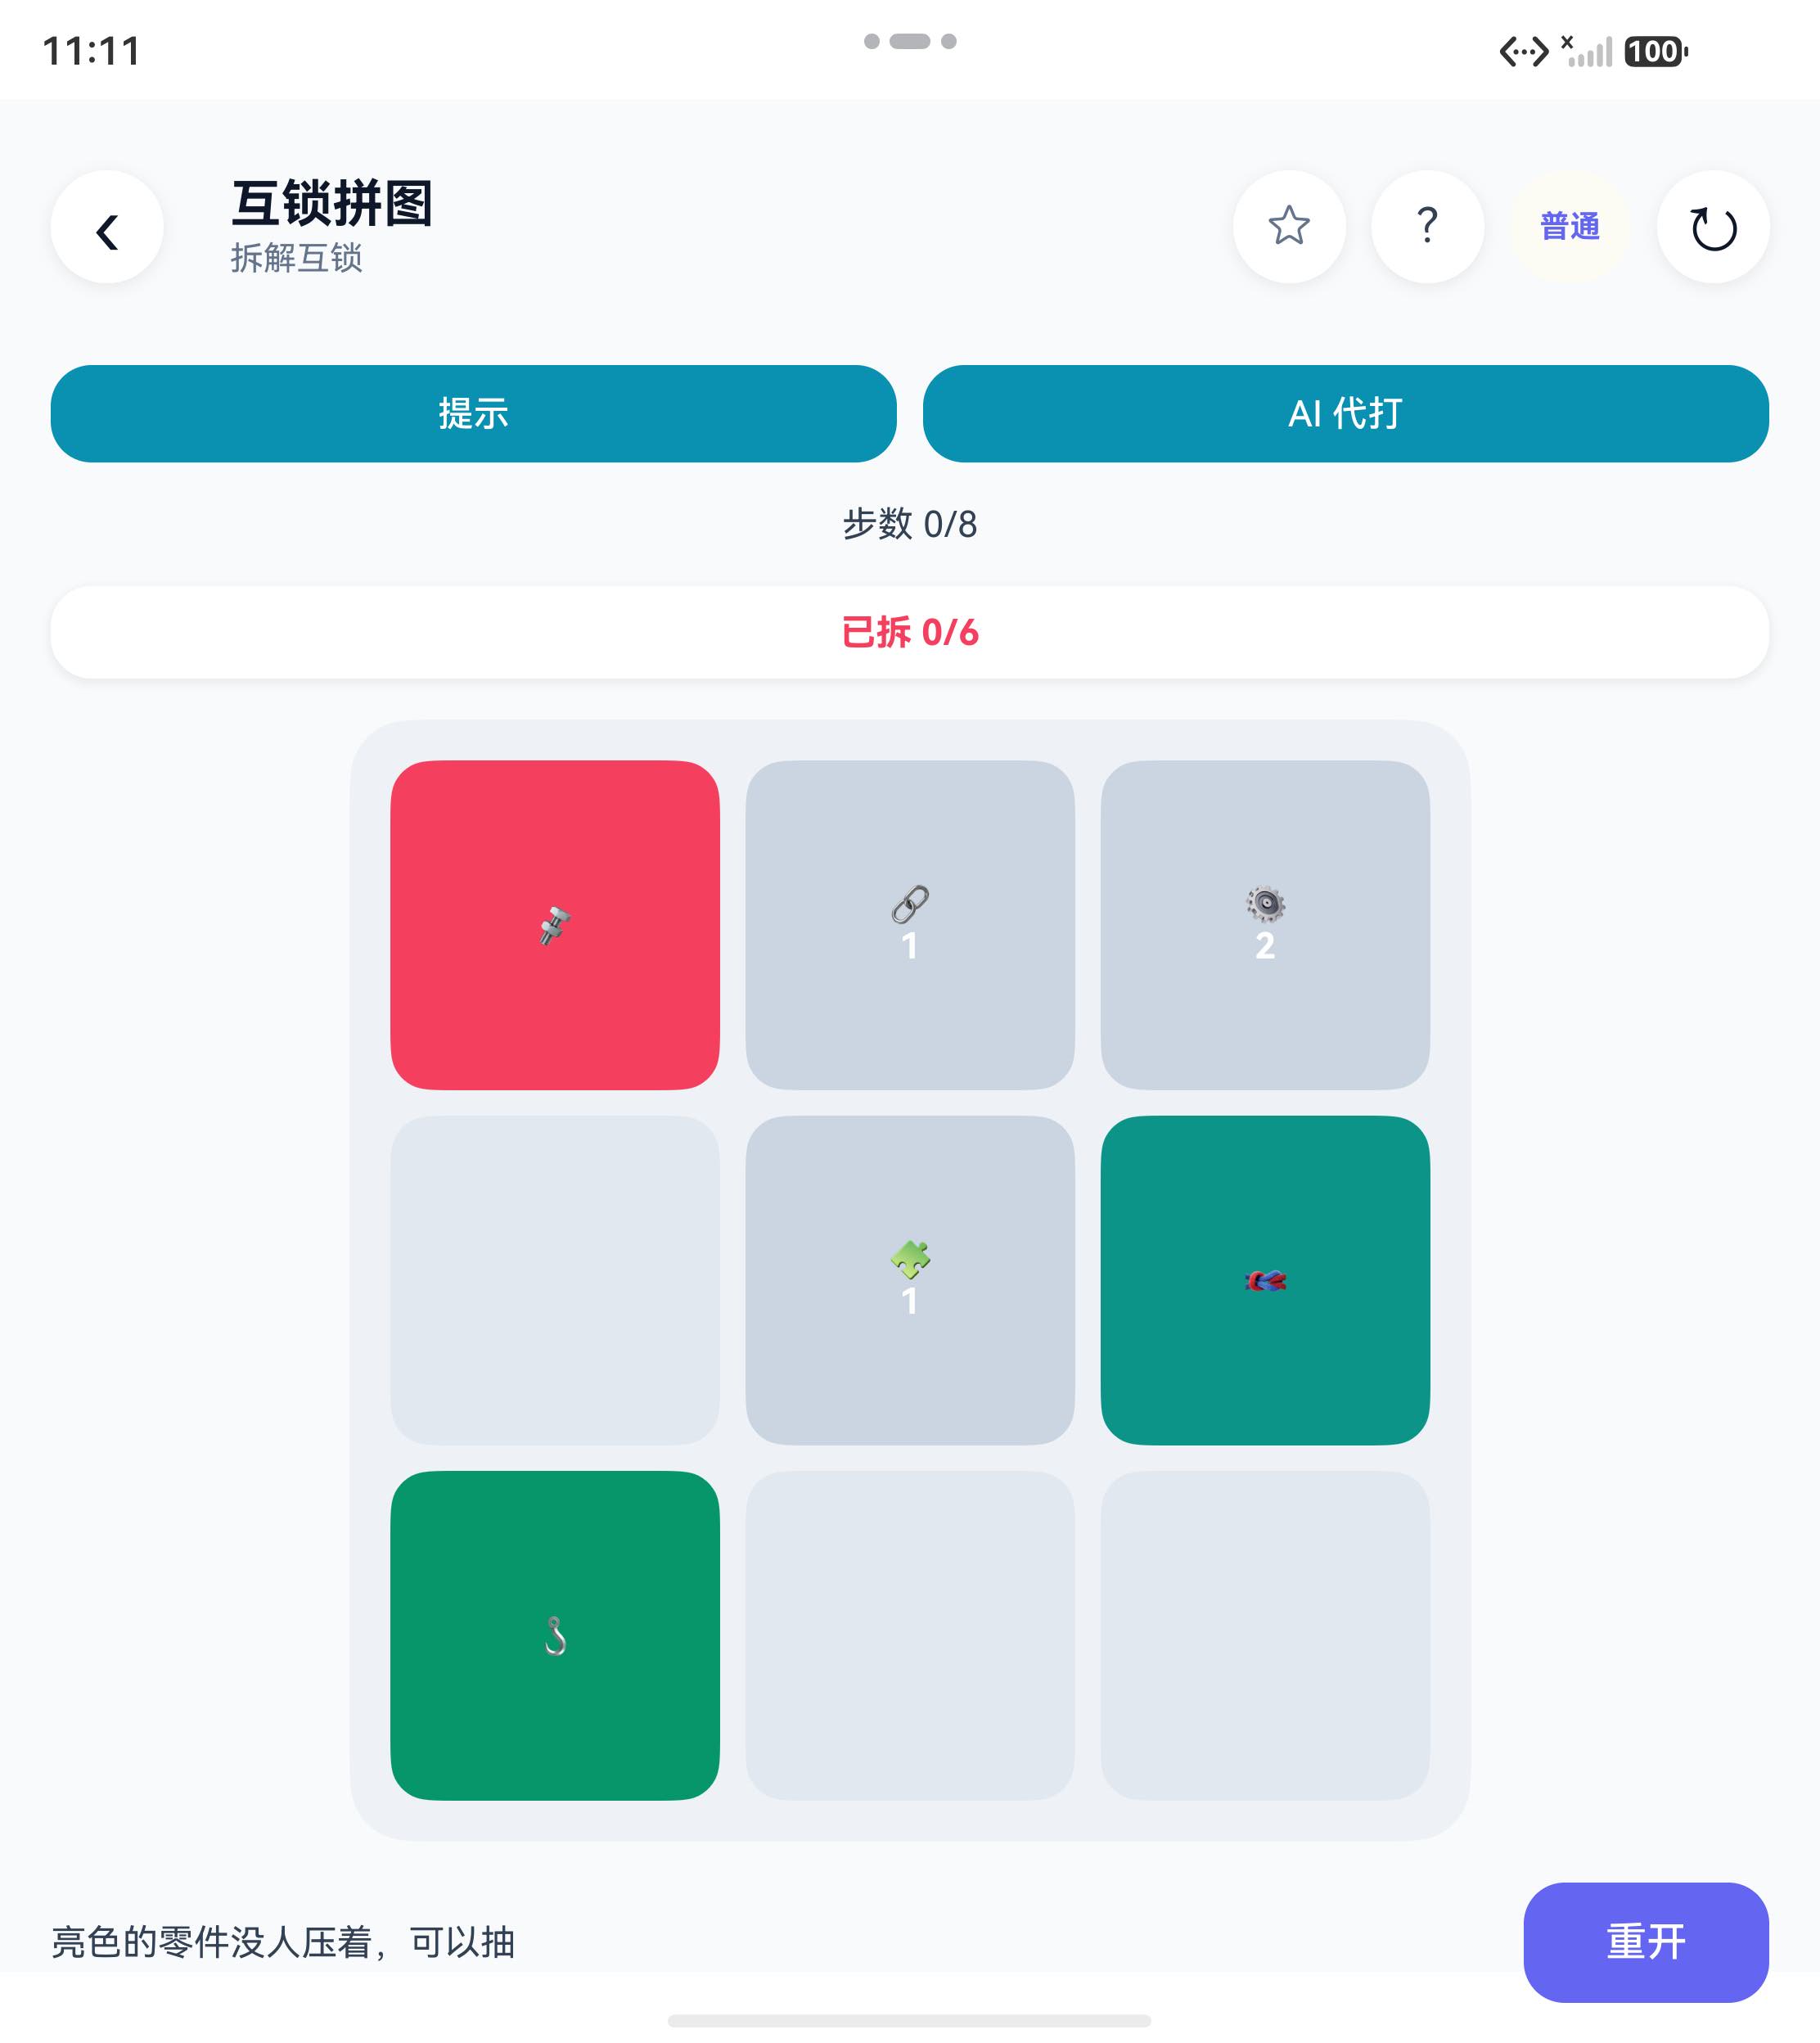 11:11
100
互锁拼图
拆解互锁
?
普通
提示
AI 代打
步数 0/8
已拆 0/6
1
2
1
亮色的零件没人压着，可以抽
重开